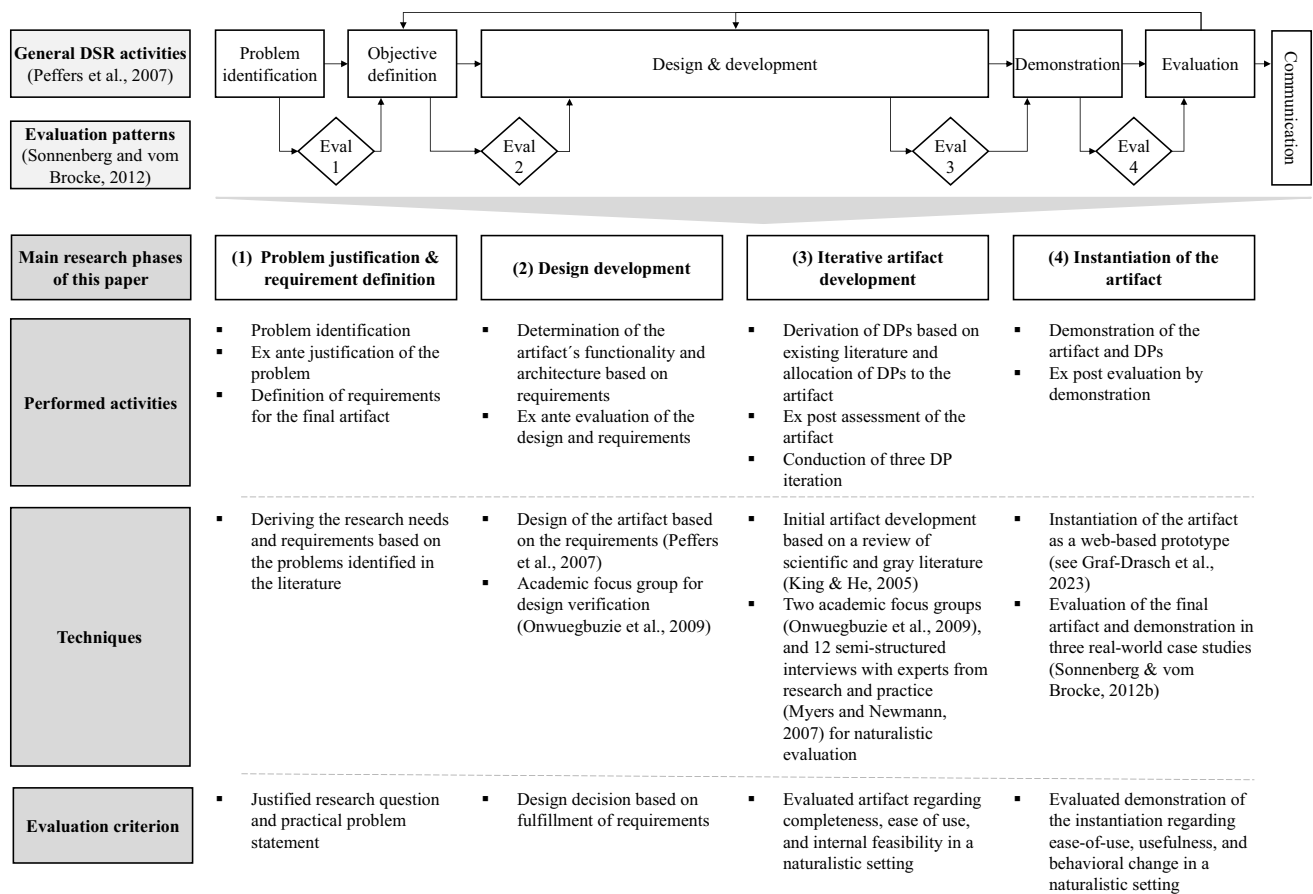 General DSR activities
(Peffers et al., 2007)
Problem
identification
Objective
definition
Design & development
Demonstration
Evaluation
Communication
Evaluation patterns
(Sonnenberg and vom
Brocke, 2012)
Eval
1
Eval
2
Eval
3
Eval
4
Main research phases
of this paper
(1) Problem justification &
requirement definition
(2) Design development
(3) Iterative artifact
development
(4) Instantiation of the
artifact
Performed activities
▪ Problem identification
▪ Ex ante justification of the
problem
▪ Definition of requirements
for the final artifact
▪ Determination of the
artifact´s functionality and
architecture based on
requirements
▪ Ex ante evaluation of the
design and requirements
▪ Derivation of DPs based on
existing literature and
allocation of DPs to the
artifact
▪ Ex post assessment of the
artifact
▪ Conduction of three DP
iteration
▪ Demonstration of the
artifact and DPs
▪ Ex post evaluation by
demonstration
Techniques
▪ Deriving the research needs
and requirements based on
the problems identified in
the literature
▪ Design of the artifact based
on the requirements (Peffers
et al., 2007)
▪ Academic focus group for
design verification
(Onwuegbuzie et al., 2009)
▪ Initial artifact development
based on a review of
scientific and gray literature
(King & He, 2005)
▪ Two academic focus groups
(Onwuegbuzie et al., 2009),
and 12 semi-structured
interviews with experts from
research and practice
(Myers and Newmann,
2007) for naturalistic
evaluation
▪ Instantiation of the artifact
as a web-based prototype
(see Graf-Drasch et al.,
2023)
▪ Evaluation of the final
artifact and demonstration in
three real-world case studies
(Sonnenberg & vom
Brocke, 2012b)
Evaluation criterion
▪ Justified research question
and practical problem
statement
▪ Design decision based on
fulfillment of requirements
▪ Evaluated artifact regarding
completeness, ease of use,
and internal feasibility in a
naturalistic setting
▪ Evaluated demonstration of
the instantiation regarding
ease-of-use, usefulness, and
behavioral change in a
naturalistic setting